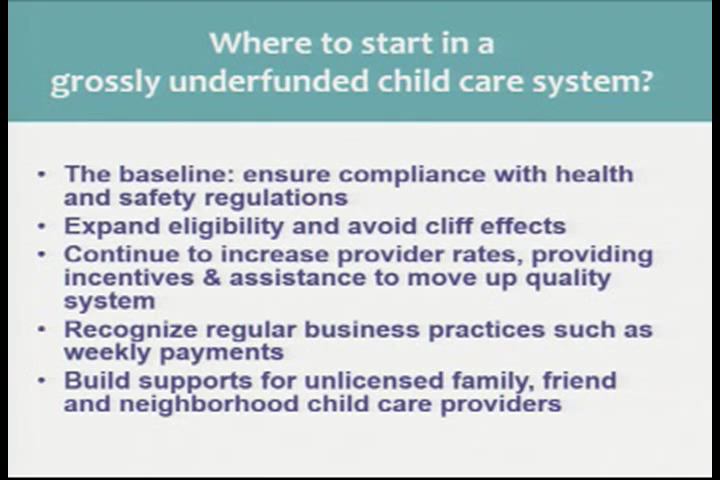 Where to start in a
grossly underfunded child care system?
• The baseline: ensure compliance with health
and safety regulations
• Expand eligibility and avoid cliff effects
• Continue to increase provider rates, providing
incentives & assistance to move up quality
system
• Recognize regular business practices such as
weekly payments
• Build supports for unlicensed family, friend
and neighborhood child care providers